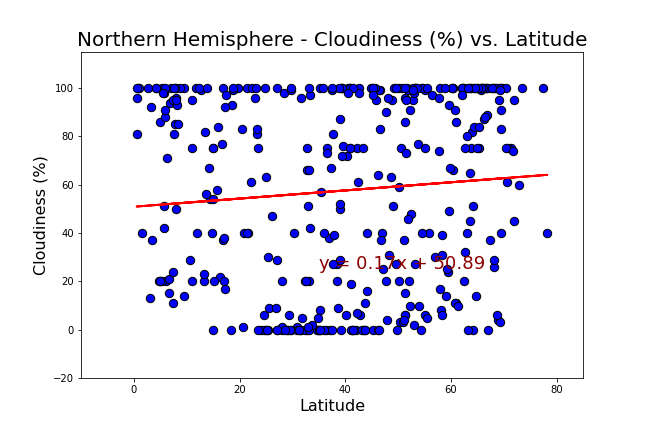 Northern Hemisphere - Cloudiness (%) vs. Latitude
Cloudiness (%)
100
80
60
40
20
0
−20
y = 0.17x + 50.89
0 20 40 60 80
Latitude